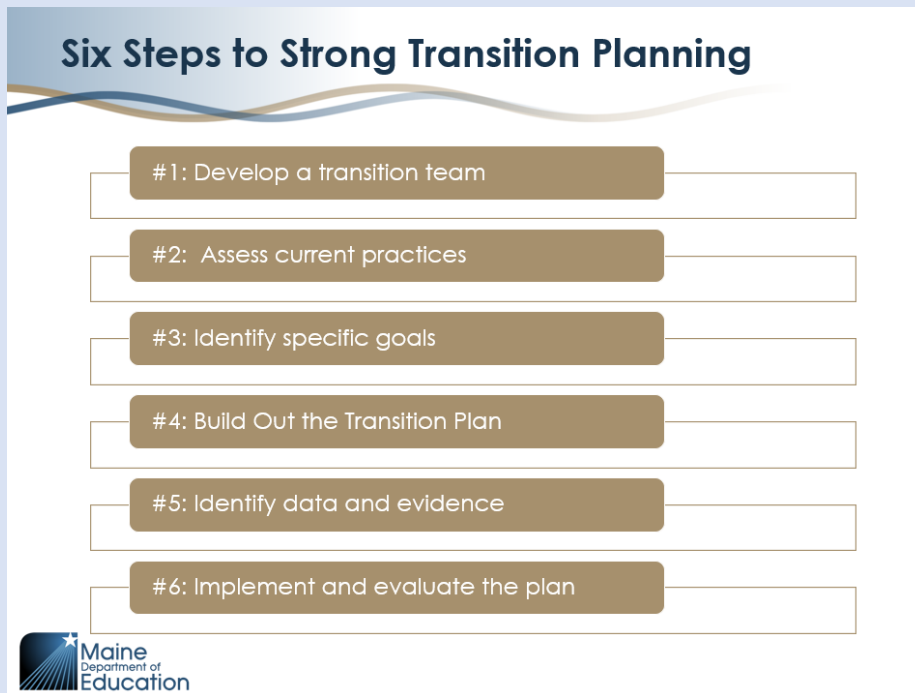 Six Steps to Strong Transition Planning
#1: Develop a transition team
#2: Assess current practices
#3: Identify specific goals
#4: Build Out the Transition Plan
#5: Identify data and evidence
#6: Implement and evaluate the plan
Maine
Department of
Education